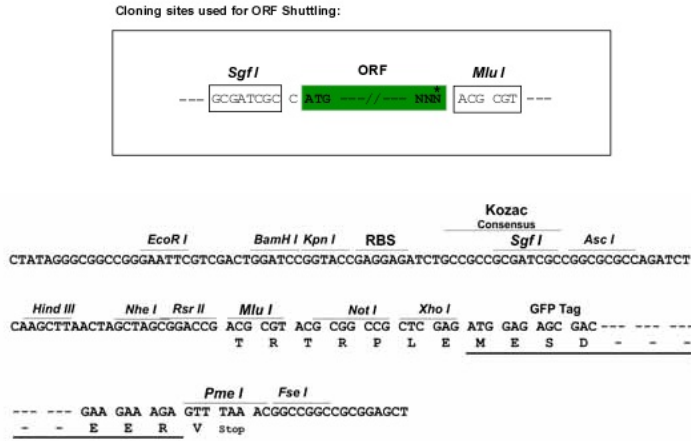 Cloning sites used for ORF Shuttling:
Sgf I ORF Mlu I
--- GCGATCGC C ATG ---//--- NNN* ACG CGT ---
Kozac
Consensus
EcoR I BamH I Kpn I RBS Sgf I Asc I
CTATAGGGCGGCCGGGAATTCGTCGACTGGATCCGGTACCGAGGAGATCTGCCGCCGCGATCGCCGGCGCGCCAGATCT
Hind III Nhe I Rsr II Mlu I Not I Xho I GFP Tag
CAAGCTTAACTAGCTAGCGGACCG ACG CGT ACG CGG CCG CTC GAG ATG GAG AGC GAC--- --- ---
T R T R P L E M E S D - - -
Pme I Fse I
--- --- GAA GAA AGA GTT TAA ACGGCCGGCCGCGGAGCT
- - E E R V Stop